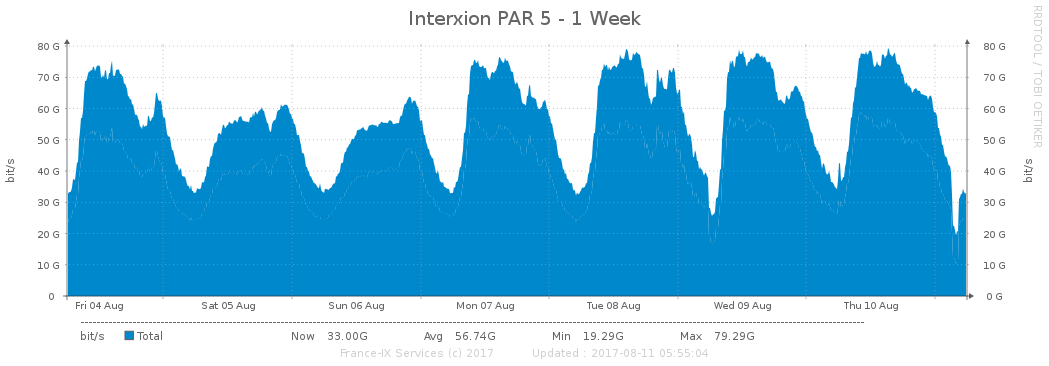 Interxion PAR 5 - 1 Week
RRDTOOL / TOBI OETIKER
bit/s
bit/s
80 G 80 G
70 G 70 G
60 G 60 G
50 G 50 G
40 G 40 G
30 G 30 G
20 G 20 G
10 G 10 G
0 0 G
Fri 04 Aug Sat 05 Aug Sun 06 Aug Mon 07 Aug Tue 08 Aug Wed 09 Aug Thu 10 Aug
bit/s Total Now 33.00G Avg 56.74G Min 19.29G Max 79.29G
France-IX Services (c) 2017 Updated : 2017-08-11 05:55:04